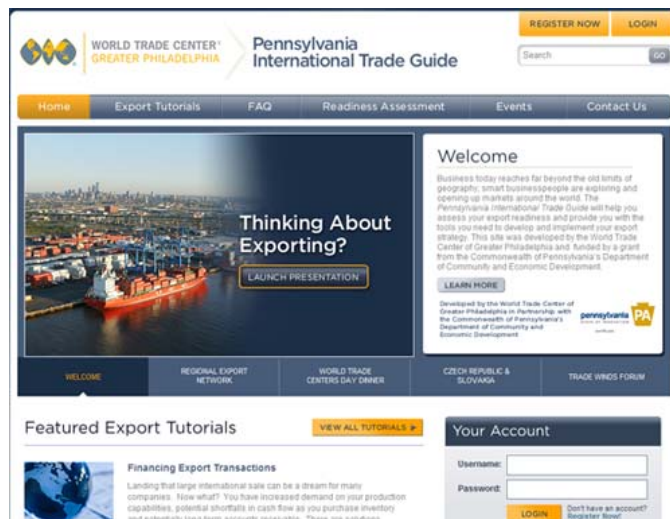 REGISTER NOW
LOGIN
WORLD TRADE CENTER®
GREATER PHILADELPHIA
Pennsylvania
International Trade Guide
Search
GO
Home
Export Tutorials
FAQ
Readiness Assessment
Events
Contact Us
Thinking About
Exporting?
LAUNCH PRESENTATION
Welcome
Business today reaches far beyond the old limits of
geography; smart businesspeople are exploring and
opening up markets around the world. The
Pennsylvania International Trade Guide will help you
assess your export readiness and provide you with the
tools you need to develop and implement your export
strategy. This site was developed by the World Trade
Center of Greater Philadelphia and funded by a grant
from the Commonwealth of Pennsylvania's Department
of Community and Economic Development.
LEARN MORE
Developed by the World Trade Center of
Greater Philadelphia in Partnership with
the Commonwealth of Pennsylvania's
Department of Community and
Economic Development
pennsylvania
PA
WELCOME
REGIONAL EXPORT
NETWORK
WORLD TRADE
CENTERS DAY DINNER
CZECH REPUBLIC &
SLOVAKIA
TRADE WINDS FORUM
Featured Export Tutorials
VIEW ALL TUTORIALS
Your Account
Financing Export Transactions
Landing that large international sale can be a dream for many
companies. Now what? You have increased demand on your production
capabilities, potential shortfalls in cash flow as you purchase inventory
Username:
Password:
LOGIN
Don't have an account?
Register Now!